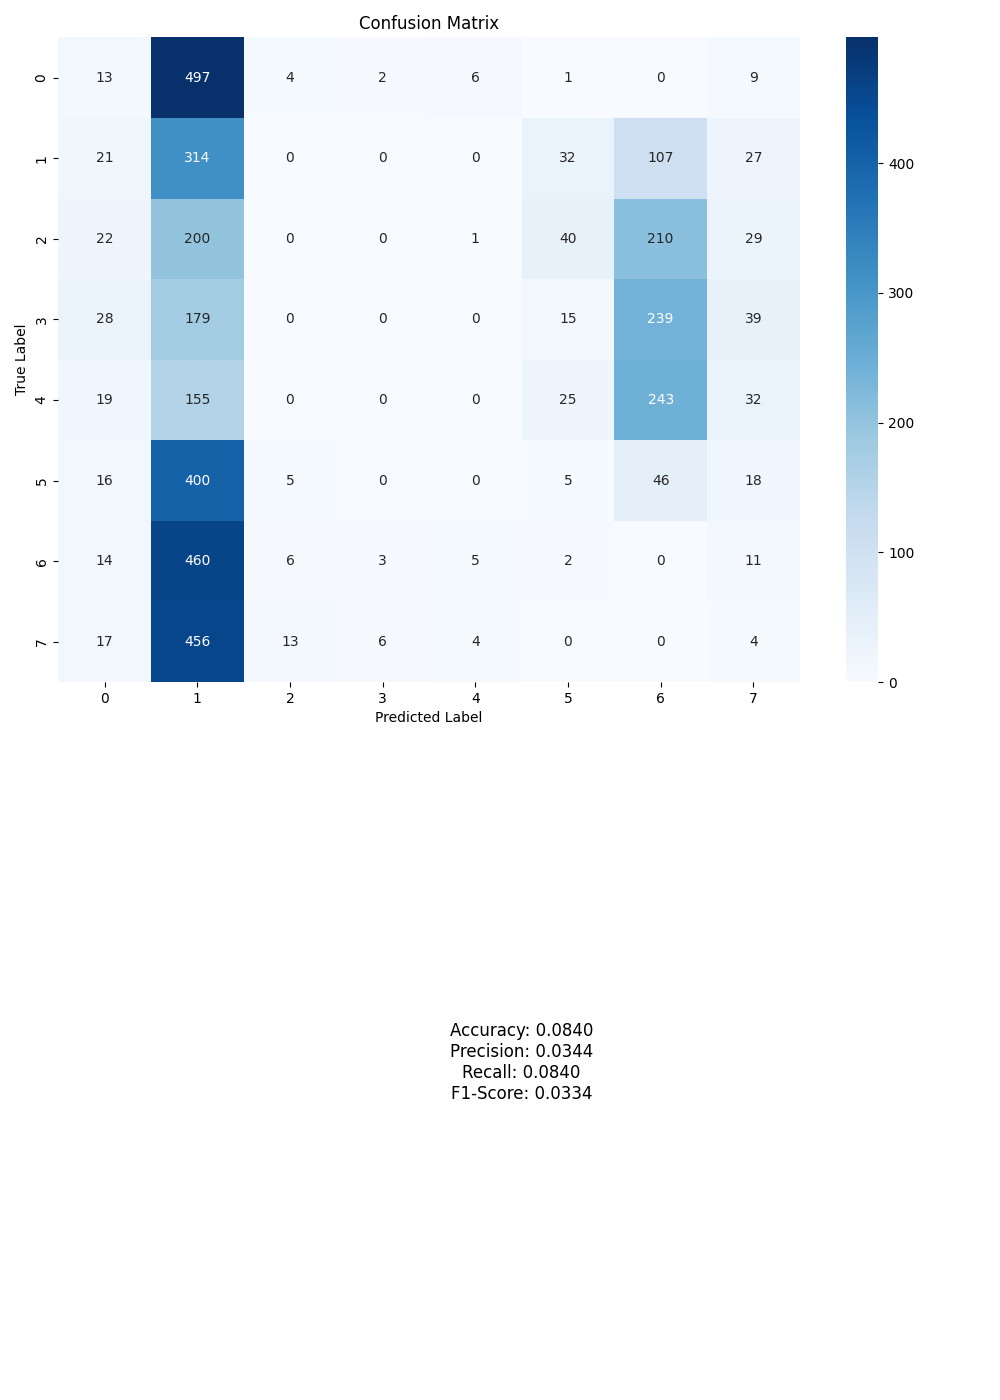 Confusion Matrix
0 13 497 4 2 6 1 0 9
1 21 314 0 0 0 32 107 27
2 22 200 0 0 1 40 210 29
3 28 179 0 0 0 15 239 39
4 19 155 0 0 0 25 243 32
5 16 400 5 0 0 5 46 18
6 14 460 6 3 5 2 0 11
7 17 456 13 6 4 0 0 4
0 1 2 3 4 5 6 7
True Label
Predicted Label
400
300
200
100
0
Accuracy: 0.0840
Precision: 0.0344
Recall: 0.0840
F1-Score: 0.0334